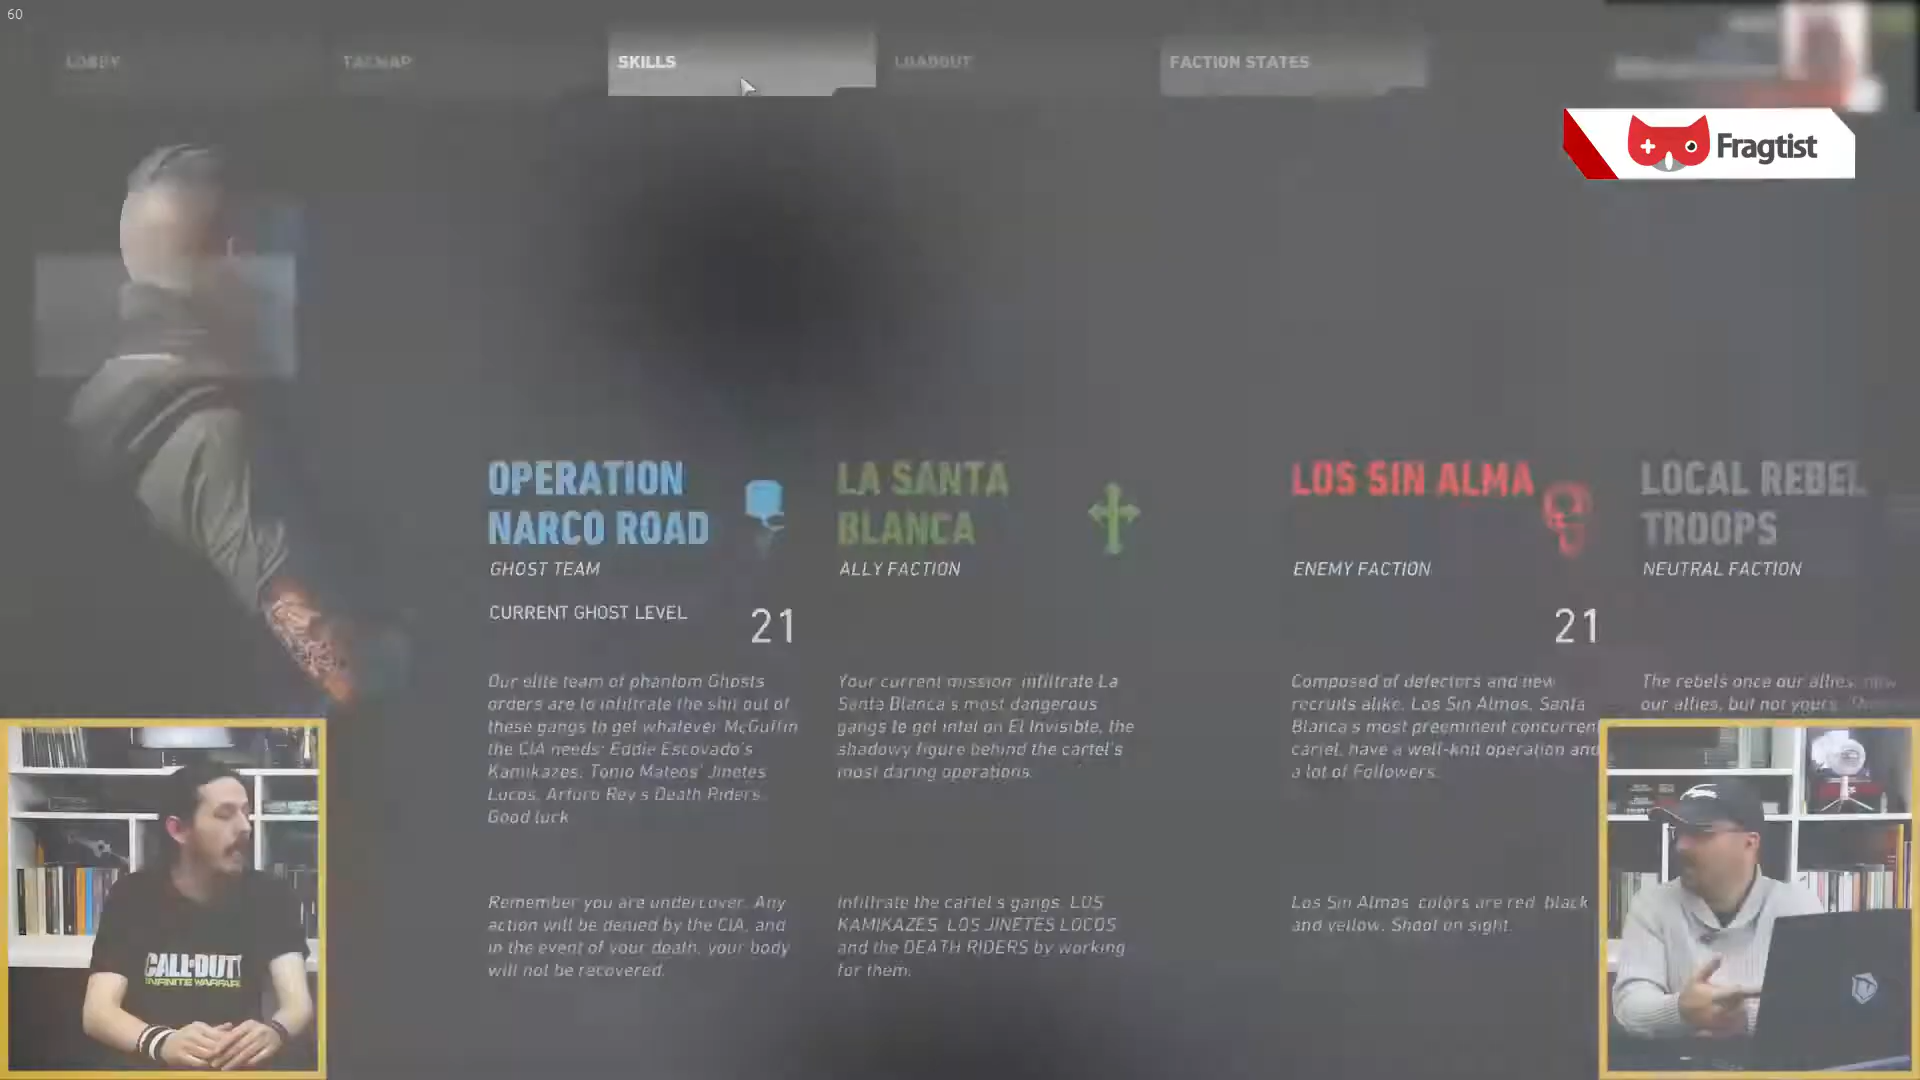 60
LOBBY
TACMAP
SKILLS
LOADOUT
FACTION STATES
Fragtist
OPERATION
NARCO ROAD
GHOST TEAM
CURRENT GHOST LEVEL
21
Our elite team of phantom Ghosts
orders are to infiltrate the shit out of
these gangs to get whatever McGuffin
the CIA needs: Eddie Escovado's
Kamikazes, Tonio Mateos' Jinetes
Locos, Arturo Rey's Death Riders.
Good luck
Remember you are undercover. Any
action will be denied by the CIA, and
in the event of your death, your body
will not be recovered.
LA SANTA
BLANCA
ALLY FACTION
Your current mission: infiltrate La
Santa Blanca's most dangerous
gangs to get intel on El Invisible, the
shadowy figure behind the cartel's
most daring operations.
Infiltrate the cartel's gangs, LOS
KAMIKAZES, LOS JINETES LOCOS
and the DEATH RIDERS by working
for them.
LOS SIN ALMA
ENEMY FACTION
21
Composed of defectors and new
recruits alike, Los Sin Almas, Santa
Blanca's most preeminent concurrent
cartel, have a well-knit operation and
a lot of Followers.
Los Sin Almas' colors are red, black
and yellow. Shoot on sight.
LOCAL REBEL
TROOPS
NEUTRAL FACTION
The rebels once our allies, now
our allies, but not yours.
CALL OF DUTY
INFINITE WARFARE